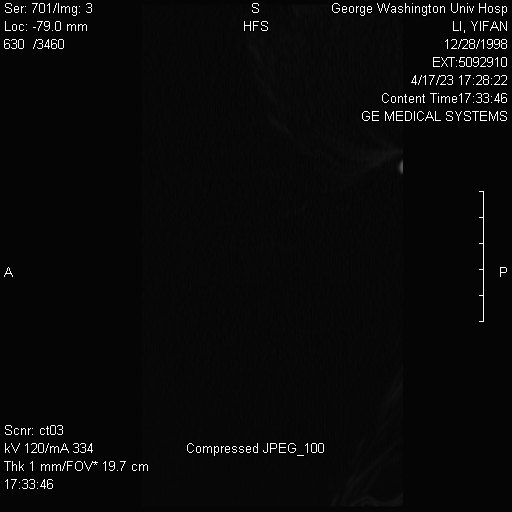 Ser: 701/Img: 3
Loc: -79.0 mm
630 /3460
S
HFS
George Washington Univ Hosp
LI, YIFAN
12/28/1998
EXT:5092910
4/17/23 17:28:22
Content Time17:33:46
GE MEDICAL SYSTEMS
A
P
Scnr: ct03
kV 120/mA 334
Thk 1 mm/FOV* 19.7 cm
17:33:46
Compressed JPEG_100